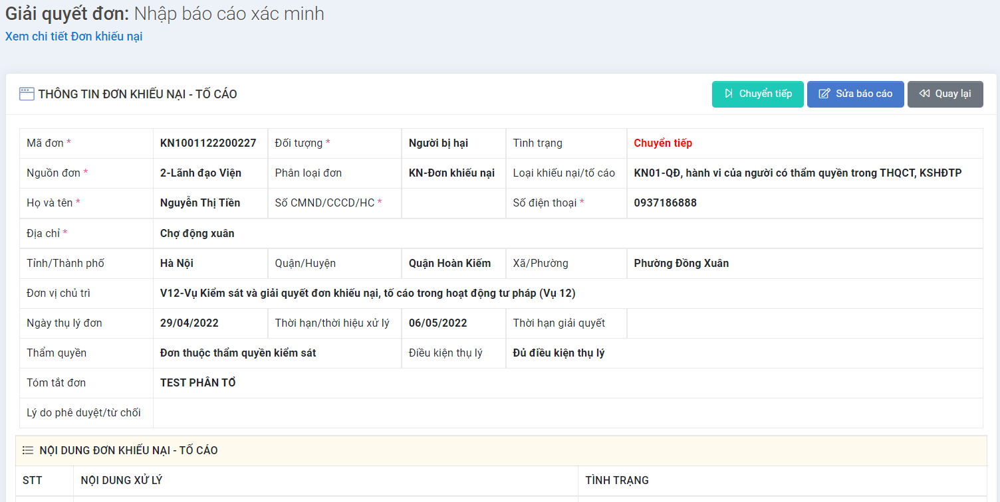 Giải quyết đơn: Nhập báo cáo xác minh
Xem chi tiết Đơn khiếu nại
THÔNG TIN ĐƠN KHIẾU NẠI - TỐ CÁO
Chuyển tiếp
Sửa báo cáo
Quay lại
Mã đơn * KN1001122200227 Đối tượng * Người bị hại Tình trạng Chuyển tiếp
Nguồn đơn * 2-Lãnh đạo Viện Phân loại đơn KN-Đơn khiếu nại Loại khiếu nại/tố cáo KN01-QĐ, hành vi của người có thẩm quyền trong THQCT, KSHĐTP
Họ và tên * Nguyễn Thị Tiền Số CMND/CCCD/HC * Số điện thoại * 0937186888
Địa chỉ * Chợ động xuân
Tỉnh/Thành phố Hà Nội Quận/Huyện Quận Hoàn Kiếm Xã/Phường Phường Đồng Xuân
Đơn vị chủ trì V12-Vụ Kiểm sát và giải quyết đơn khiếu nại, tố cáo trong hoạt động tư pháp (Vụ 12)
Ngày thụ lý đơn 29/04/2022 Thời hạn/thời hiệu xử lý 06/05/2022 Thời hạn giải quyết
Thẩm quyền Đơn thuộc thẩm quyền kiểm sát Điều kiện thụ lý Đủ điều kiện thụ lý
Tóm tắt đơn TEST PHÂN TỔ
Lý do phê duyệt/từ chối
NỘI DUNG ĐƠN KHIẾU NẠI - TỐ CÁO
STT NỘI DUNG XỬ LÝ TÌNH TRẠNG